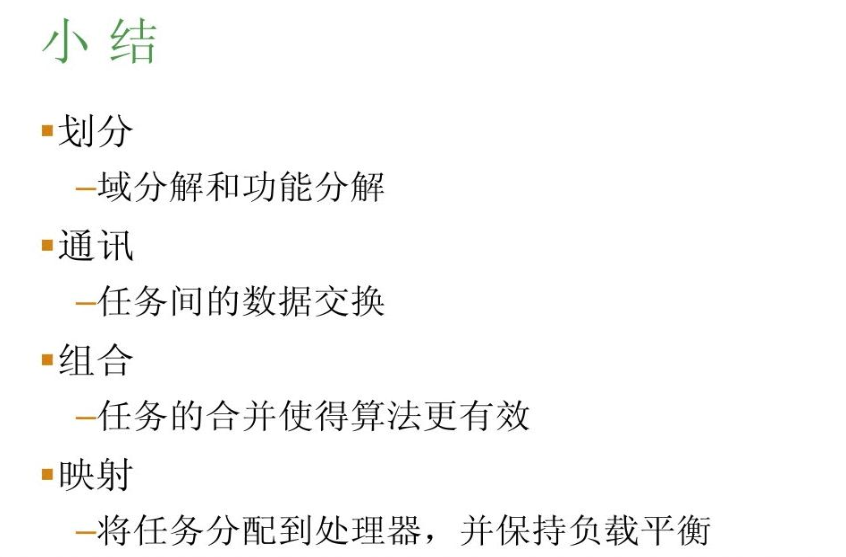 小 结
▪划分
–域分解和功能分解
▪通讯
–任务间的数据交换
▪组合
–任务的合并使得算法更有效
▪映射
–将任务分配到处理器，并保持负载平衡